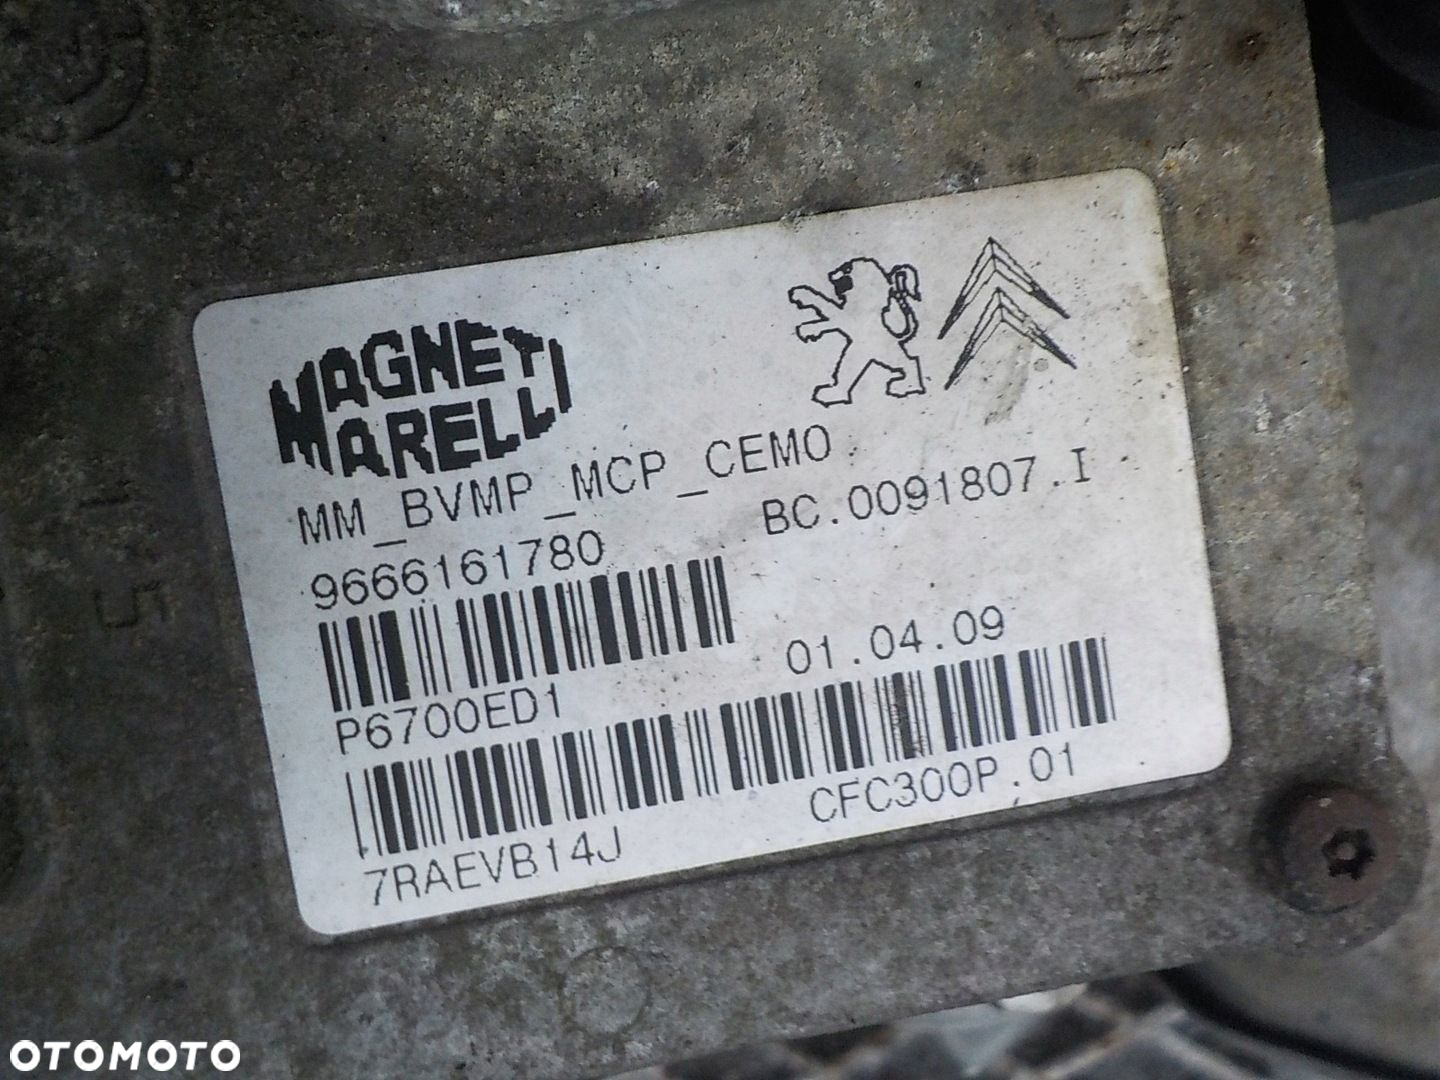 MAGNETI
MARELLI
MM_BVMP_MCP_CEMO
9666161780
BC.0091807.I
P6700ED1
01.04.09
7RAEVB14J
CFC300P.01
OTOMOTO